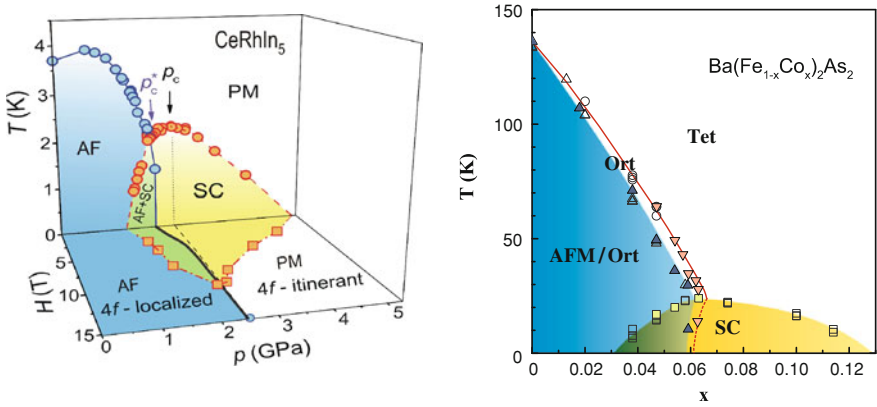 CeRhIn5
4
3
2
1
0
T(K)
p*c pc
PM
AF
AF+SC
SC
0
5
10
15
H(T)
AF
4f - localized
PM
4f - itinerant
0 1 2 3 4 5
p (GPa)
150
100
50
0
T (K)
Ba(Fe1-xCox)2As2
Tet
Ort
AFM/Ort
SC
0 0.02 0.04 0.06 0.08 0.10 0.12
x